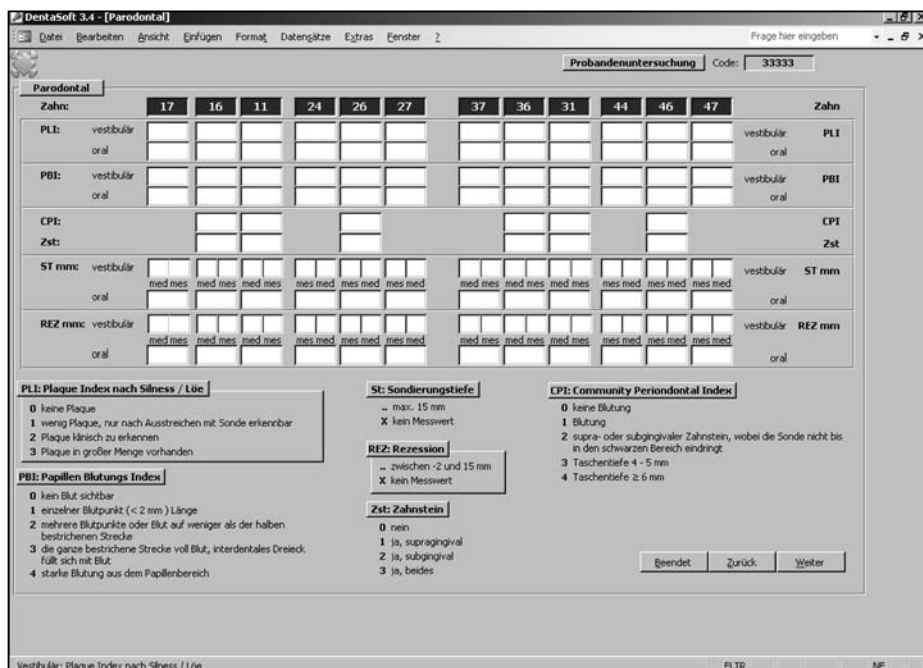 DentaSoft 3.4 - [Parodontal]
Datei Bearbeiten Ansicht Einfügen Format Datensätze Extras Fenster ? Frage hier eingeben
Probandenuntersuchung Code: 33333
Parodontal
Zahn: 17 16 11 24 26 27 37 36 31 44 46 47 Zahn
PLI: vestibulär vestibulär PLI
oral oral
PBI: vestibulär vestibulär PBI
oral oral
CPI: CPI
Zst: Zst
ST mm: vestibulär vestibulär ST mm
med mes med mes med mes mes med mes med mes med med mes med mes med mes mes med mes med mes med
oral oral
REZ mm: vestibulär vestibulär REZ mm
med mes med mes med mes mes med mes med mes med med mes med mes med mes mes med mes med mes med
oral oral
PLI: Plaque Index nach Silness / Löe
0 keine Plaque
1 wenig Plaque, nur nach Ausstreichen mit Sonde erkennbar
2 Plaque klinisch zu erkennen
3 Plaque in großer Menge vorhanden
PBI: Papillen Blutungs Index
0 kein Blut sichtbar
1 einzelner Blutpunkt (< 2 mm ) Länge
2 mehrere Blutpunkte oder Blut auf weniger als der halben
bestrichenen Strecke
3 die ganze bestrichene Strecke voll Blut, interdentales Dreieck
füllt sich mit Blut
4 starke Blutung aus dem Papillenbereich
St: Sondierungstiefe
.. max. 15 mm
X kein Messwert
REZ: Rezession
.. zwischen -2 und 15 mm
X kein Messwert
Zst: Zahnstein
0 nein
1 ja, supragingival
2 ja, subgingival
3 ja, beides
CPI: Community Periondontal Index
0 keine Blutung
1 Blutung
2 supra- oder subgingivaler Zahnstein, wobei die Sonde nicht bis
in den schwarzen Bereich eindringt
3 Taschentiefe 4 - 5 mm
4 Taschentiefe ≥ 6 mm
Beendet Zurück Weiter
Vestibulär: Plaque Index nach Silness / Löe FLTR NF